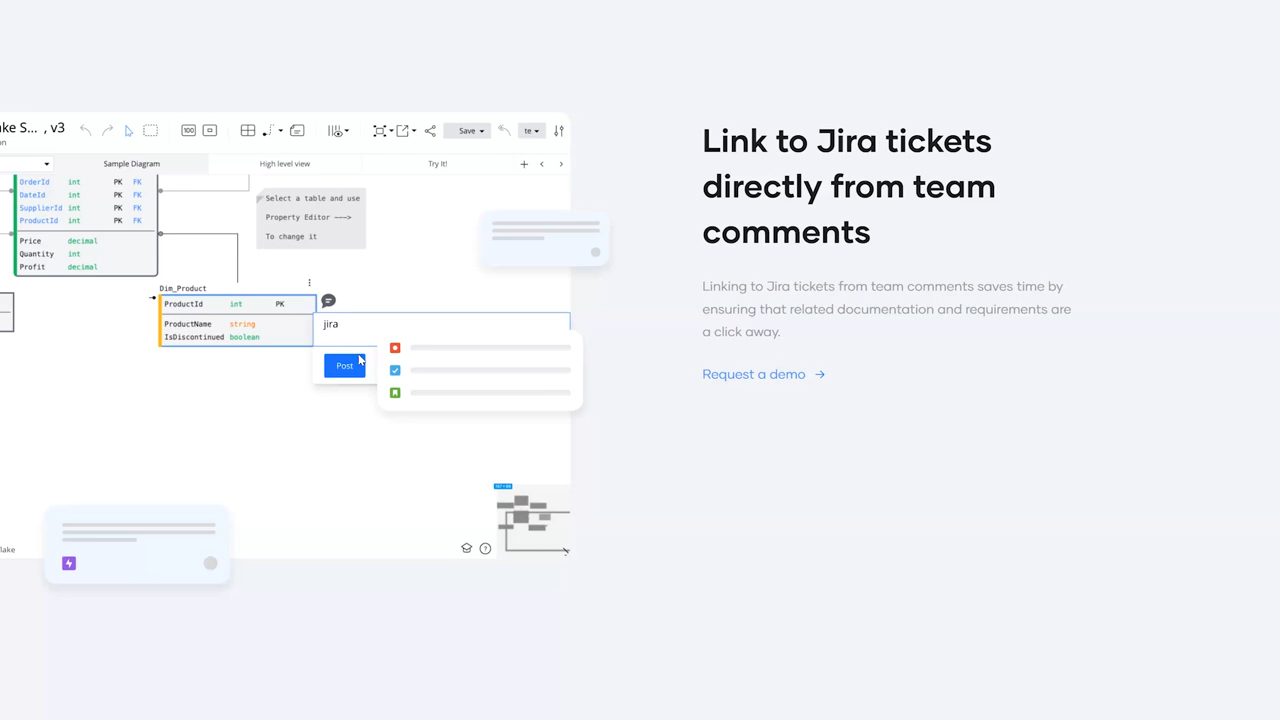 ke S... , v3
on
100
Save
te
Sample Diagram
High level view
Try It!
OrderId int PK FK
DateId int PK FK
SupplierId int PK FK
ProductId int PK FK
Price decimal
Quantity int
Profit decimal
Select a table and use
Property Editor ~~~>
To change it
Dim_Product
ProductId int PK
ProductName string
IsDiscontinued boolean
jira
Post
lake
Link to Jira tickets
directly from team
comments
Linking to Jira tickets from team comments saves time by
ensuring that related documentation and requirements are
a click away.
Request a demo →